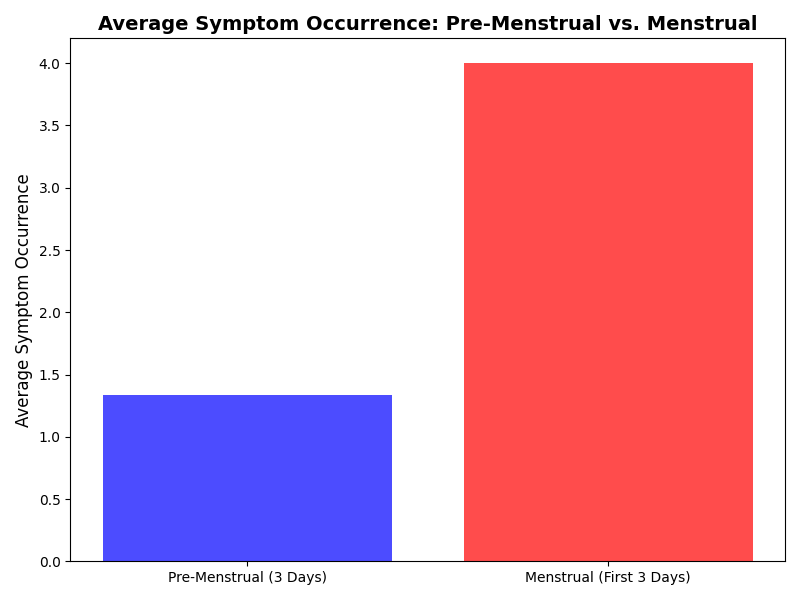 Average Symptom Occurrence: Pre-Menstrual vs. Menstrual
Average Symptom Occurrence
4.0
3.5
3.0
2.5
2.0
1.5
1.0
0.5
0.0
Pre-Menstrual (3 Days)
Menstrual (First 3 Days)